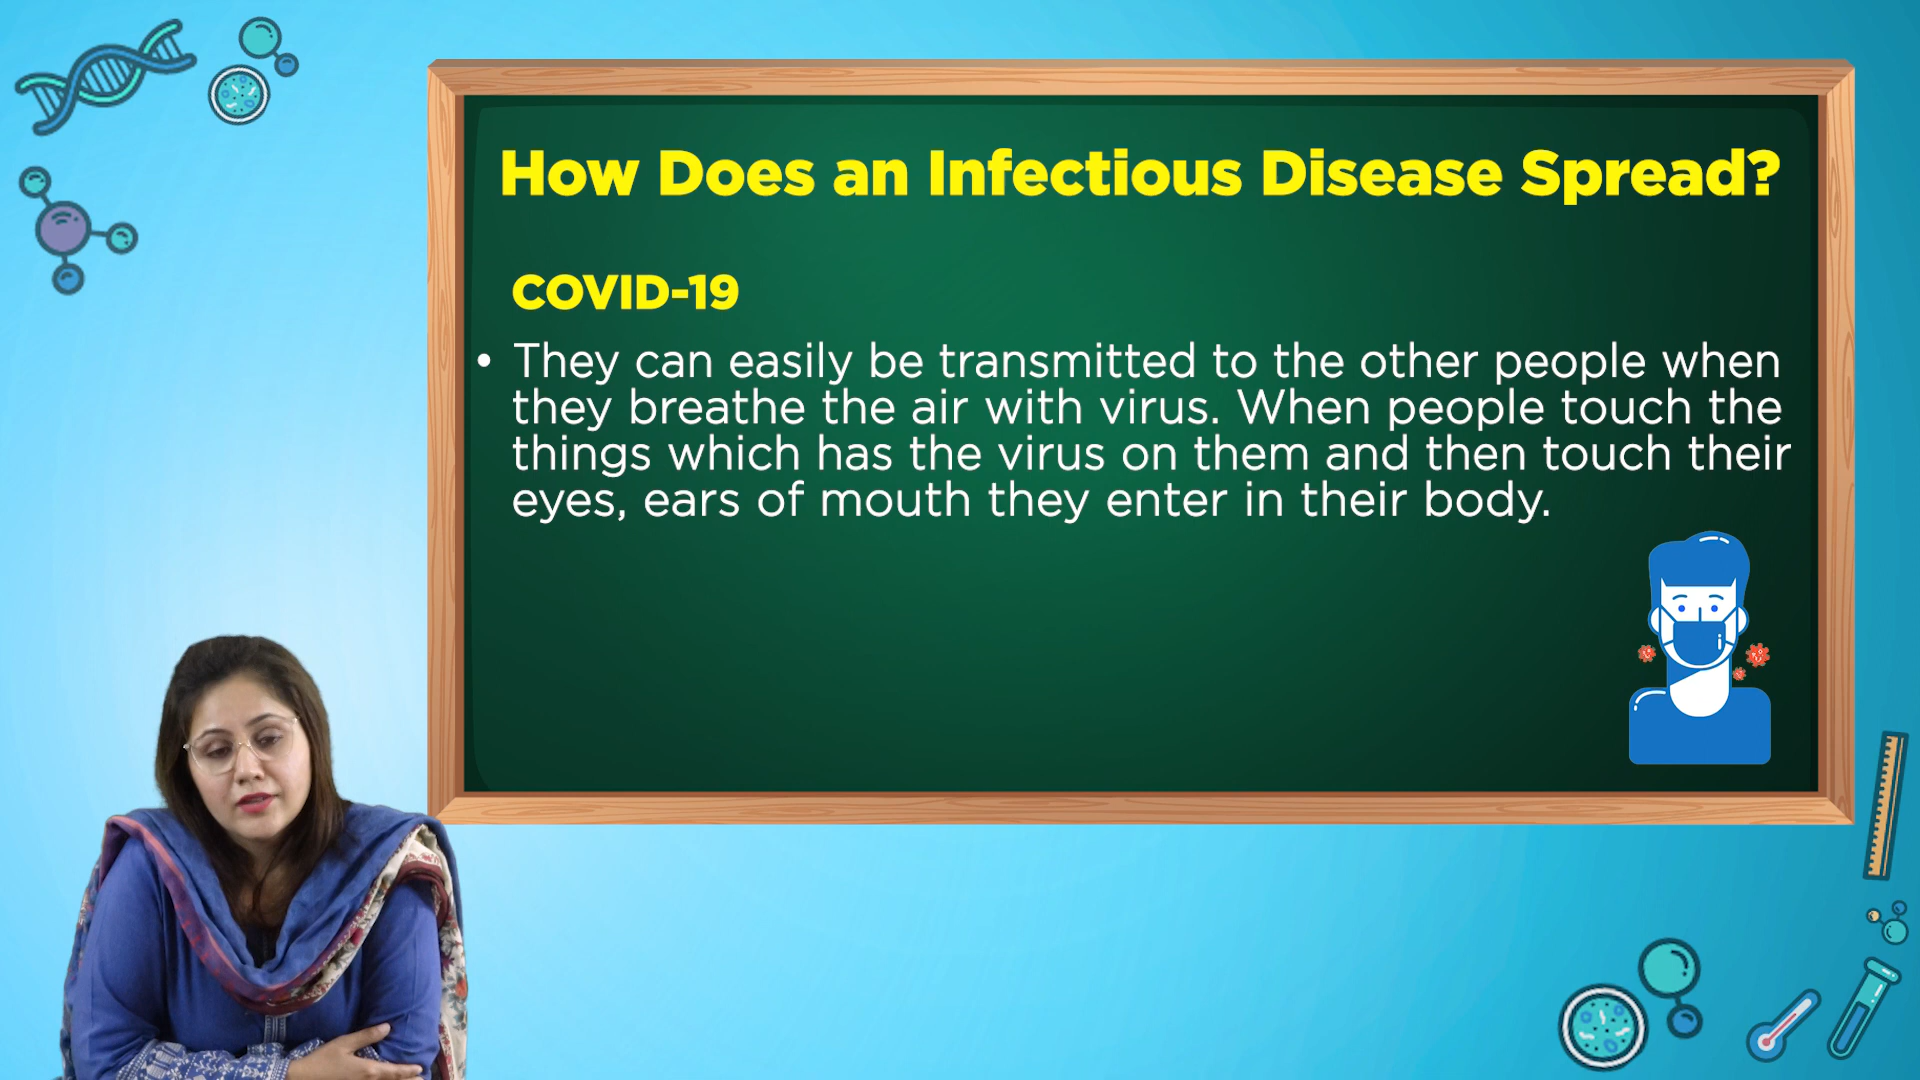 How Does an Infectious Disease Spread?
COVID-19
• They can easily be transmitted to the other people when
they breathe the air with virus. When people touch the
things which has the virus on them and then touch their
eyes, ears of mouth they enter in their body.